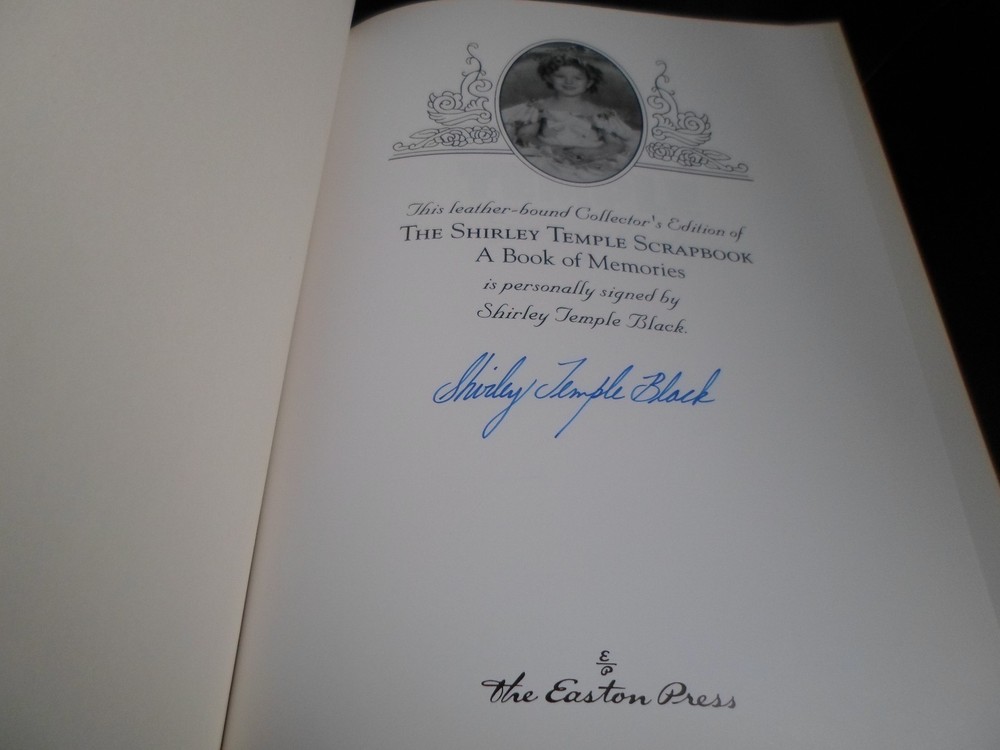 This leather-bound Collector's Edition of
THE SHIRLEY TEMPLE SCRAPBOOK
A Book of Memories
is personally signed by
Shirley Temple Black.
Shirley Temple Black
E
P
The Easton Press